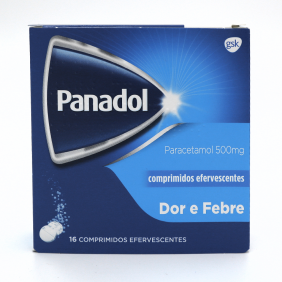 gsk
Panadol
Paracetamol 500mg
comprimidos efervescentes
Dor e Febre
16 COMPRIMIDOS EFERVESCENTES